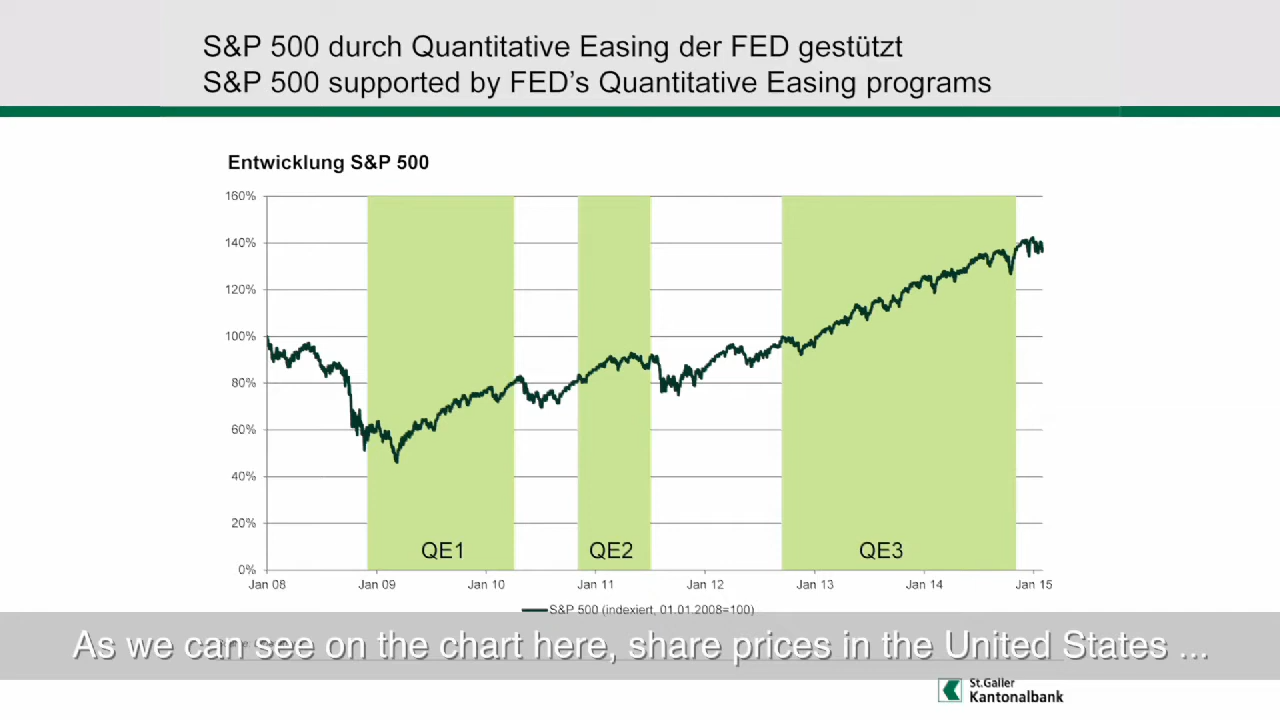 S&P 500 durch Quantitative Easing der FED gestützt
S&P 500 supported by FED's Quantitative Easing programs
Entwicklung S&P 500
160%
140%
120%
100%
80%
60%
40%
20%
0%
QE1 QE2 QE3
Jan 08 Jan 09 Jan 10 Jan 11 Jan 12 Jan 13 Jan 14 Jan 15
S&P 500 (indexiert, 01.01.2008=100)
As we can see on the chart here, share prices in the United States ...
St.Galler
Kantonalbank